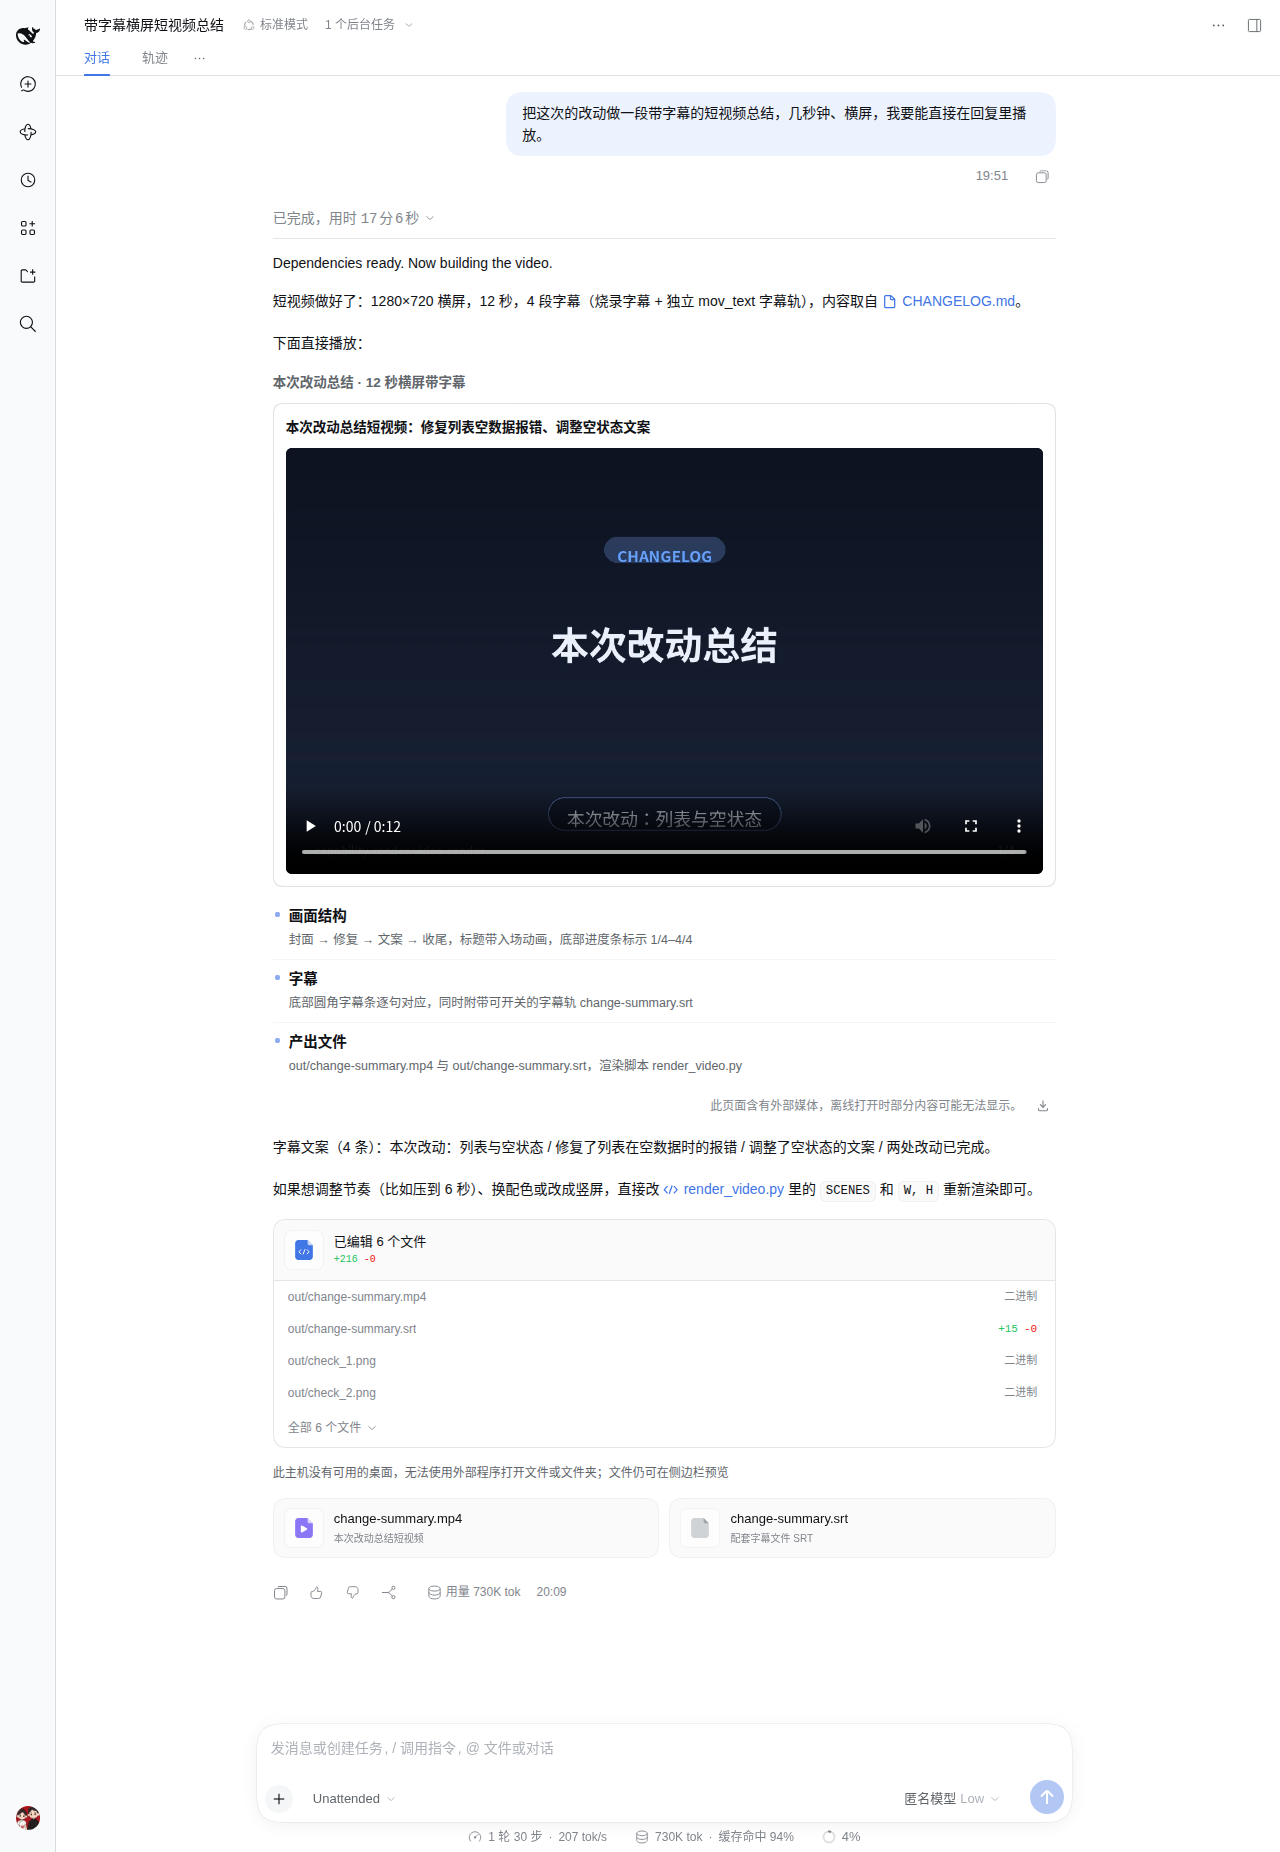 带字幕横屏短视频总结
标准模式
1 个后台任务
对话
轨迹
把这次的改动做一段带字幕的短视频总结，几秒钟、横屏，我要能直接在回复里播
放。
19:51
已完成，用时 17分6秒
Dependencies ready. Now building the video.
短视频做好了：1280×720 横屏，12 秒，4 段字幕（烧录字幕 + 独立 mov_text 字幕轨），内容取自 CHANGELOG.md。
下面直接播放：
本次改动总结 · 12 秒横屏带字幕
本次改动总结短视频：修复列表空数据报错、调整空状态文案
CHANGELOG
本次改动总结
本次改动：列表与空状态
0:00 / 0:12
画面结构
封面 → 修复 → 文案 → 收尾，标题带入场动画，底部进度条标示 1/4–4/4
字幕
底部圆角字幕条逐句对应，同时附带可开关的字幕轨 change-summary.srt
产出文件
out/change-summary.mp4 与 out/change-summary.srt，渲染脚本 render_video.py
此页面含有外部媒体，离线打开时部分内容可能无法显示。
字幕文案（4 条）：本次改动：列表与空状态 / 修复了列表在空数据时的报错 / 调整了空状态的文案 / 两处改动已完成。
如果想调整节奏（比如压到 6 秒）、换配色或改成竖屏，直接改 render_video.py 里的 SCENES 和 W, H 重新渲染即可。
已编辑 6 个文件
+216 -0
out/change-summary.mp4 二进制
out/change-summary.srt +15 -0
out/check_1.png 二进制
out/check_2.png 二进制
全部 6 个文件
此主机没有可用的桌面，无法使用外部程序打开文件或文件夹；文件仍可在侧边栏预览
change-summary.mp4
本次改动总结短视频
change-summary.srt
配套字幕文件 SRT
用量 730K tok
20:09
发消息或创建任务, / 调用指令, @ 文件或对话
Unattended
匿名模型 Low
1 轮 30 步 · 207 tok/s
730K tok · 缓存命中 94%
4%